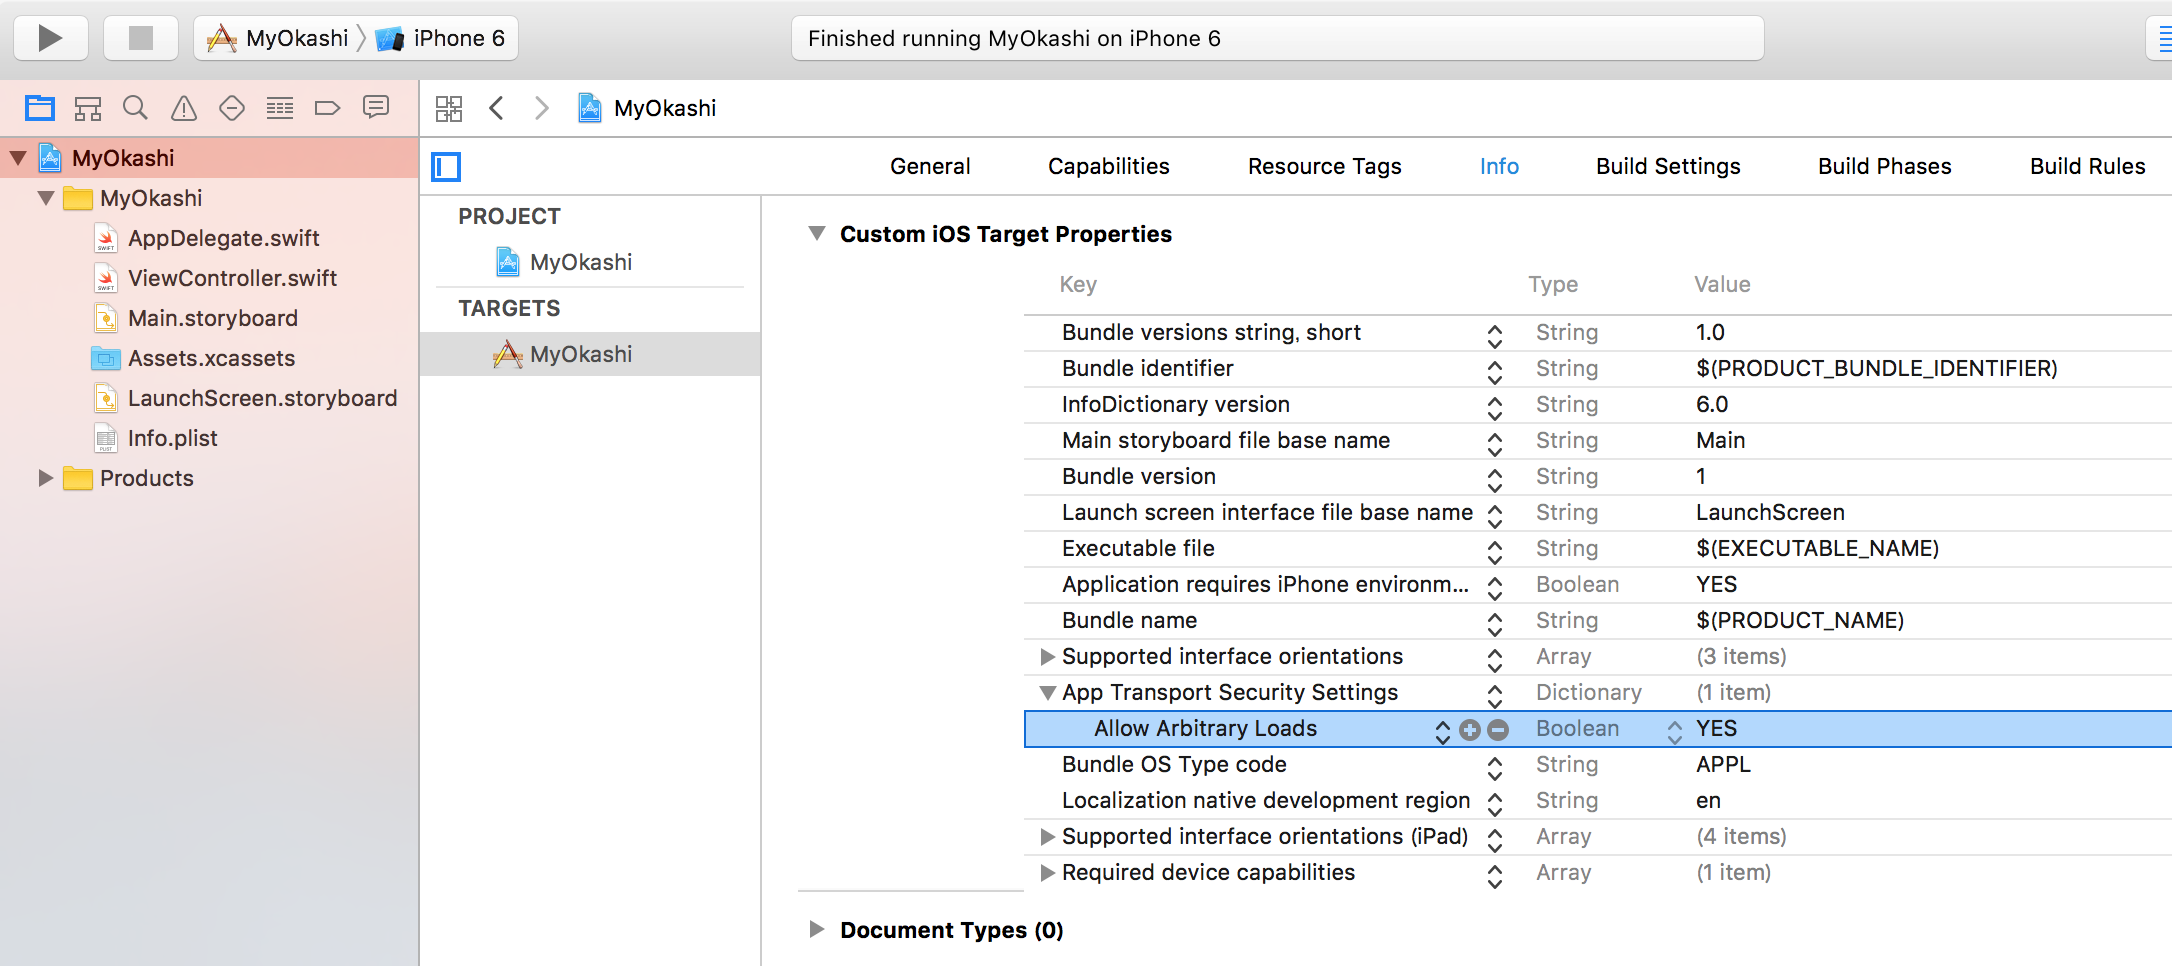 MyOkashi iPhone 6 Finished running MyOkashi on iPhone 6
MyOkashi
MyOkashi
MyOkashi
AppDelegate.swift
ViewController.swift
Main.storyboard
Assets.xcassets
LaunchScreen.storyboard
Info.plist
Products
General Capabilities Resource Tags Info Build Settings Build Phases Build Rules
PROJECT
MyOkashi
TARGETS
MyOkashi
Custom iOS Target Properties
Key Type Value
Bundle versions string, short String 1.0
Bundle identifier String $(PRODUCT_BUNDLE_IDENTIFIER)
InfoDictionary version String 6.0
Main storyboard file base name String Main
Bundle version String 1
Launch screen interface file base name String LaunchScreen
Executable file String $(EXECUTABLE_NAME)
Application requires iPhone environm... Boolean YES
Bundle name String $(PRODUCT_NAME)
Supported interface orientations Array (3 items)
App Transport Security Settings Dictionary (1 item)
Allow Arbitrary Loads Boolean YES
Bundle OS Type code String APPL
Localization native development region String en
Supported interface orientations (iPad) Array (4 items)
Required device capabilities Array (1 item)
Document Types (0)